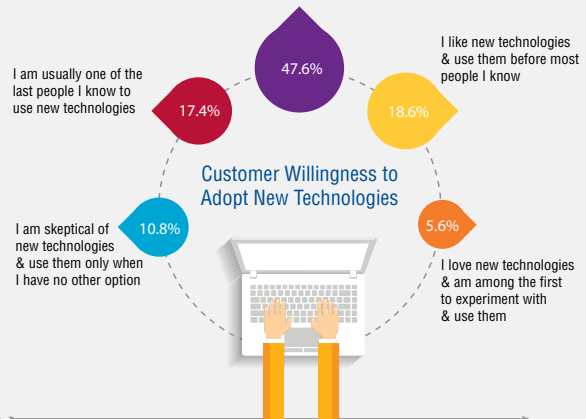 47.6%
I am usually one of the
last people I know to
use new technologies
17.4%
I like new technologies
& use them before most
people I know
18.6%
Customer Willingness to
Adopt New Technologies
I am skeptical of
new technologies
& use them only when
I have no other option
10.8%
5.6%
I love new technologies
& am among the first
to experiment with
& use them